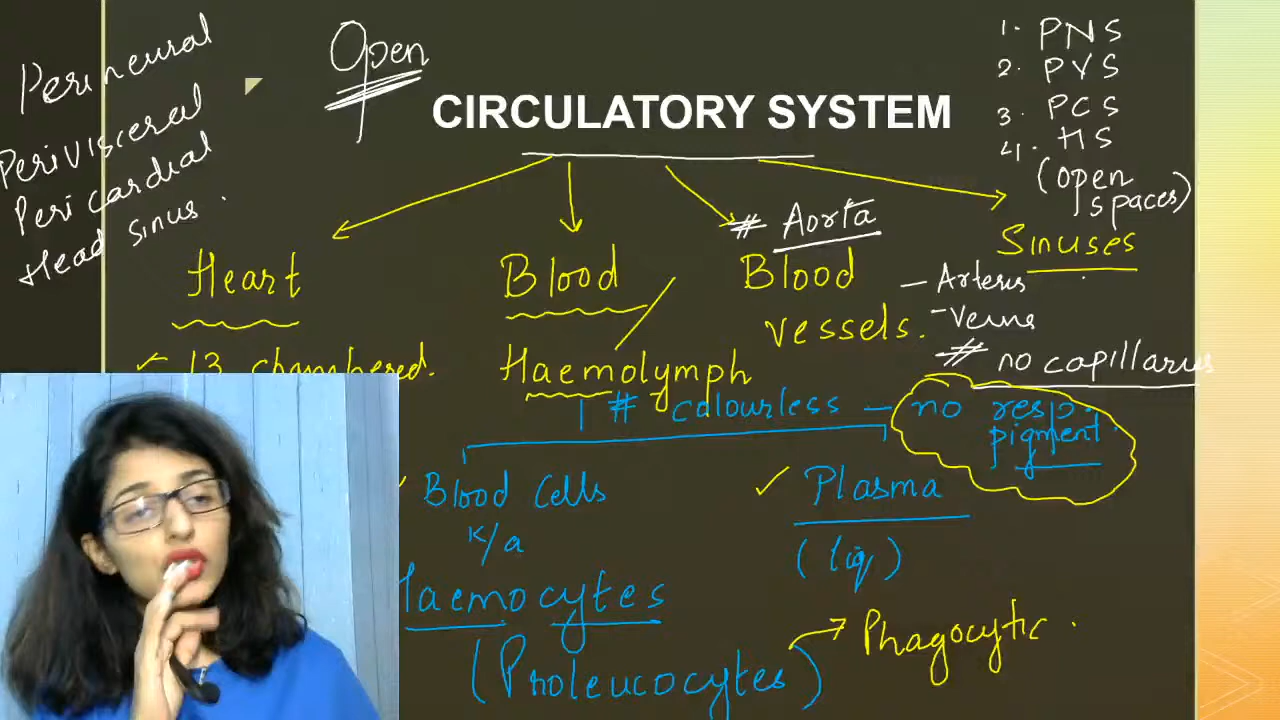 Perineural
Perivisceral
Pericardial
Head sinus.
Open
CIRCULATORY SYSTEM
1. PNS
2. PVS
3. PCS
4. HS
(open
spaces)
Sinuses
Heart
13 chambered.
Blood
Haemolymph
# Aorta
Blood
vessels.
- Arteris
- Veins
# no capillaries
# colourless - no resp.
pigment.
Blood Cells
K/a
Haemocytes
(Proleucocytes)
Phagocytic.
Plasma
(liq)